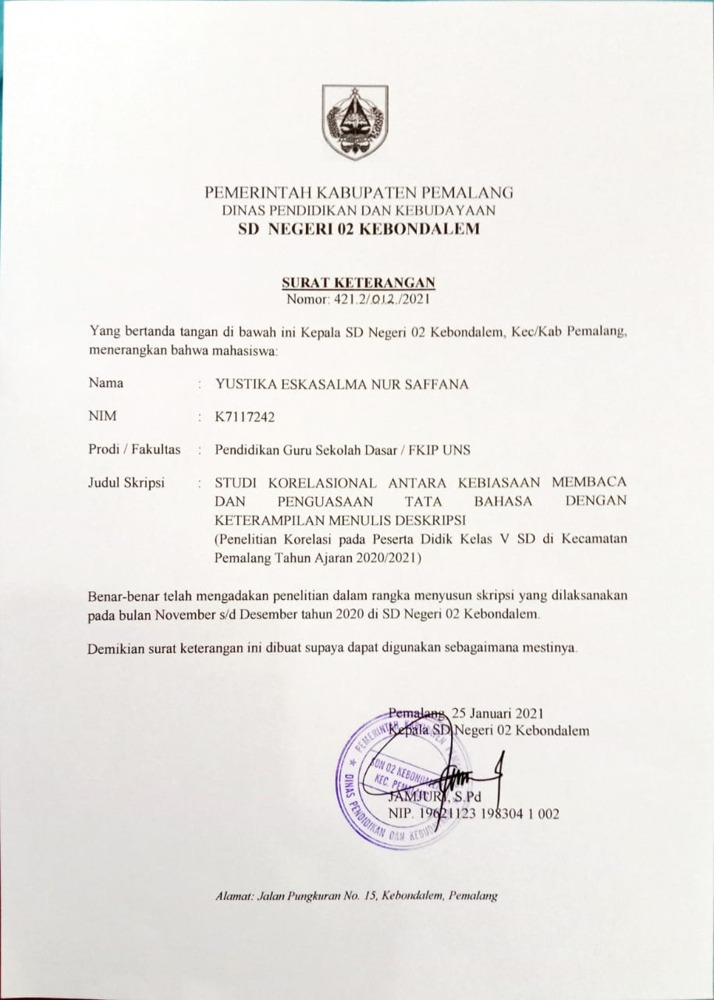 PEMERINTAH KABUPATEN PEMALANG
DINAS PENDIDIKAN DAN KEBUDAYAAN
SD NEGERI 02 KEBONDALEM
SURAT KETERANGAN
Nomor: 421.2/.012./2021
Yang bertanda tangan di bawah ini Kepala SD Negeri 02 Kebondalem, Kec/Kab Pemalang,
menerangkan bahwa mahasiswa:
Nama : YUSTIKA ESKASALMA NUR SAFFANA
NIM : K7117242
Prodi / Fakultas : Pendidikan Guru Sekolah Dasar / FKIP UNS
Judul Skripsi : STUDI KORELASIONAL ANTARA KEBIASAAN MEMBACA
DAN PENGUASAAN TATA BAHASA DENGAN
KETERAMPILAN MENULIS DESKRIPSI
(Penelitian Korelasi pada Peserta Didik Kelas V SD di Kecamatan
Pemalang Tahun Ajaran 2020/2021)
Benar-benar telah mengadakan penelitian dalam rangka menyusun skripsi yang dilaksanakan
pada bulan November s/d Desember tahun 2020 di SD Negeri 02 Kebondalem.
Demikian surat keterangan ini dibuat supaya dapat digunakan sebagaimana mestinya.
Pemalang, 25 Januari 2021
Kepala SD Negeri 02 Kebondalem
PEMERINTAH KABUPATEN
SDN 02
KEC.
DINAS PENDIDIKAN DAN
JAMJURI, S.Pd
NIP. 19621123 198304 1 002
Alamat: Jalan Pungkuran No. 15, Kebondalem, Pemalang